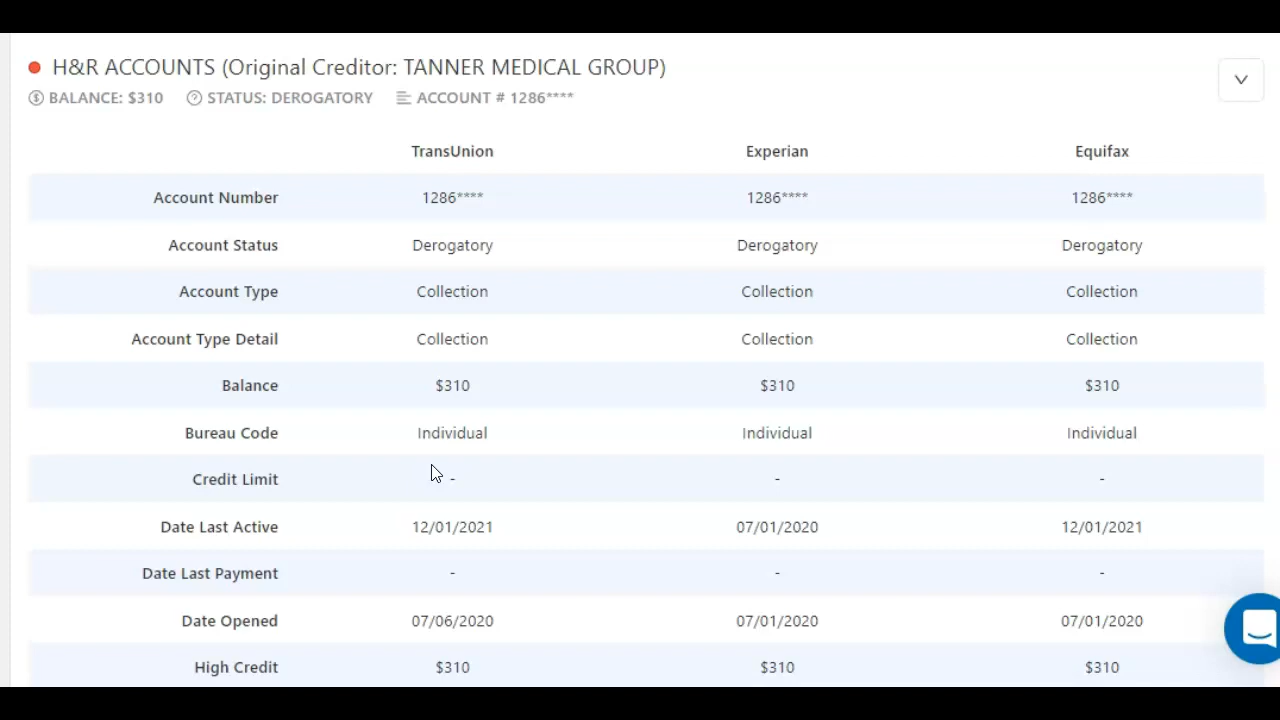 H&R ACCOUNTS (Original Creditor: TANNER MEDICAL GROUP)
BALANCE: $310 STATUS: DEROGATORY ACCOUNT # 1286****
TransUnion Experian Equifax
Account Number 1286**** 1286**** 1286****
Account Status Derogatory Derogatory Derogatory
Account Type Collection Collection Collection
Account Type Detail Collection Collection Collection
Balance $310 $310 $310
Bureau Code Individual Individual Individual
Credit Limit - - -
Date Last Active 12/01/2021 07/01/2020 12/01/2021
Date Last Payment - - -
Date Opened 07/06/2020 07/01/2020 07/01/2020
High Credit $310 $310 $310